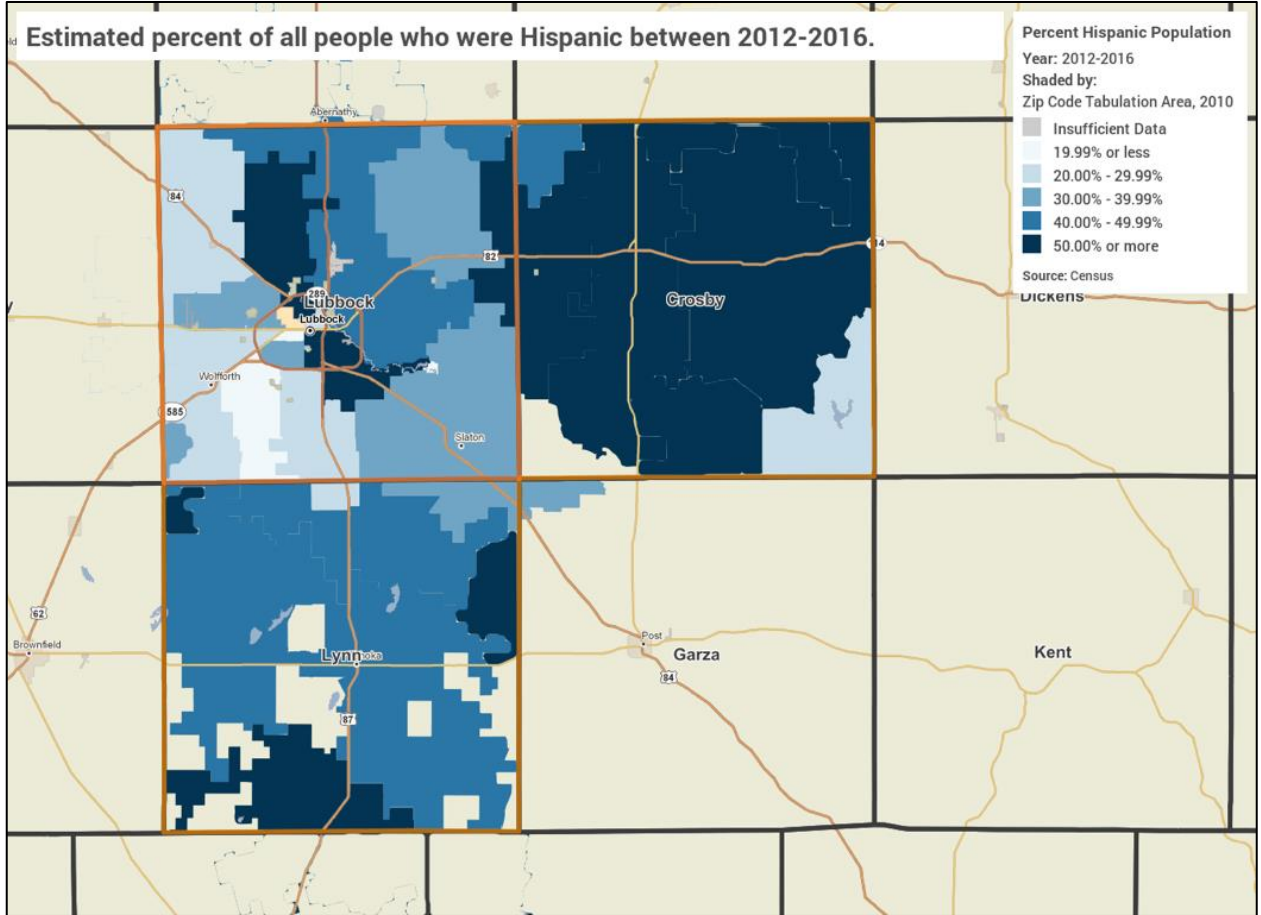 Estimated percent of all people who were Hispanic between 2012-2016.
Percent Hispanic Population
Year: 2012-2016
Shaded by:
Zip Code Tabulation Area, 2010
Insufficient Data
19.99% or less
20.00% - 29.99%
30.00% - 39.99%
40.00% - 49.99%
50.00% or more
Source: Census
Abernathy
84
82
114
289
Lubbock
Lubbock
Crosby
Dickens
Wolfforth
585
Slaton
62
Brownfield
Lynn
Post
Garza
Kent
84
87